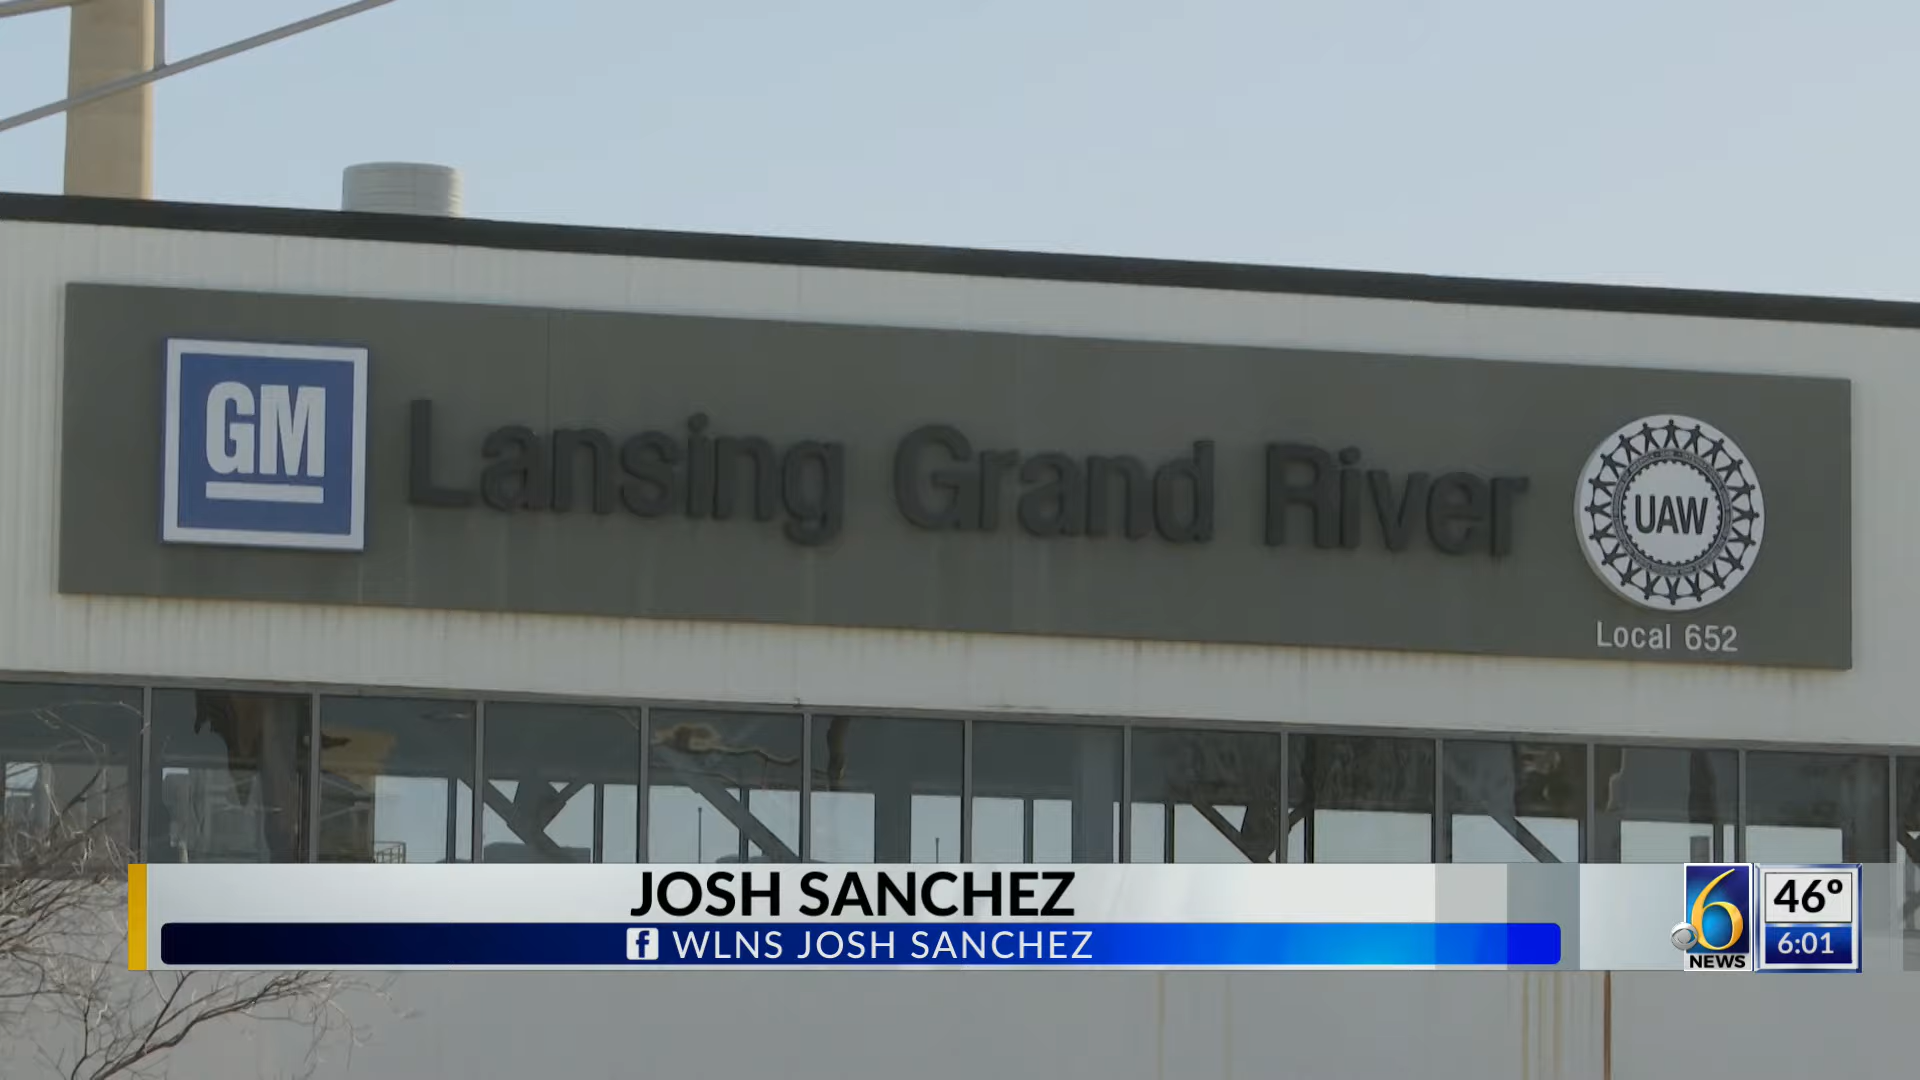 GM Lansing Grand River
UAW
Local 652
JOSH SANCHEZ
WLNS JOSH SANCHEZ
6
NEWS
46°
6:01